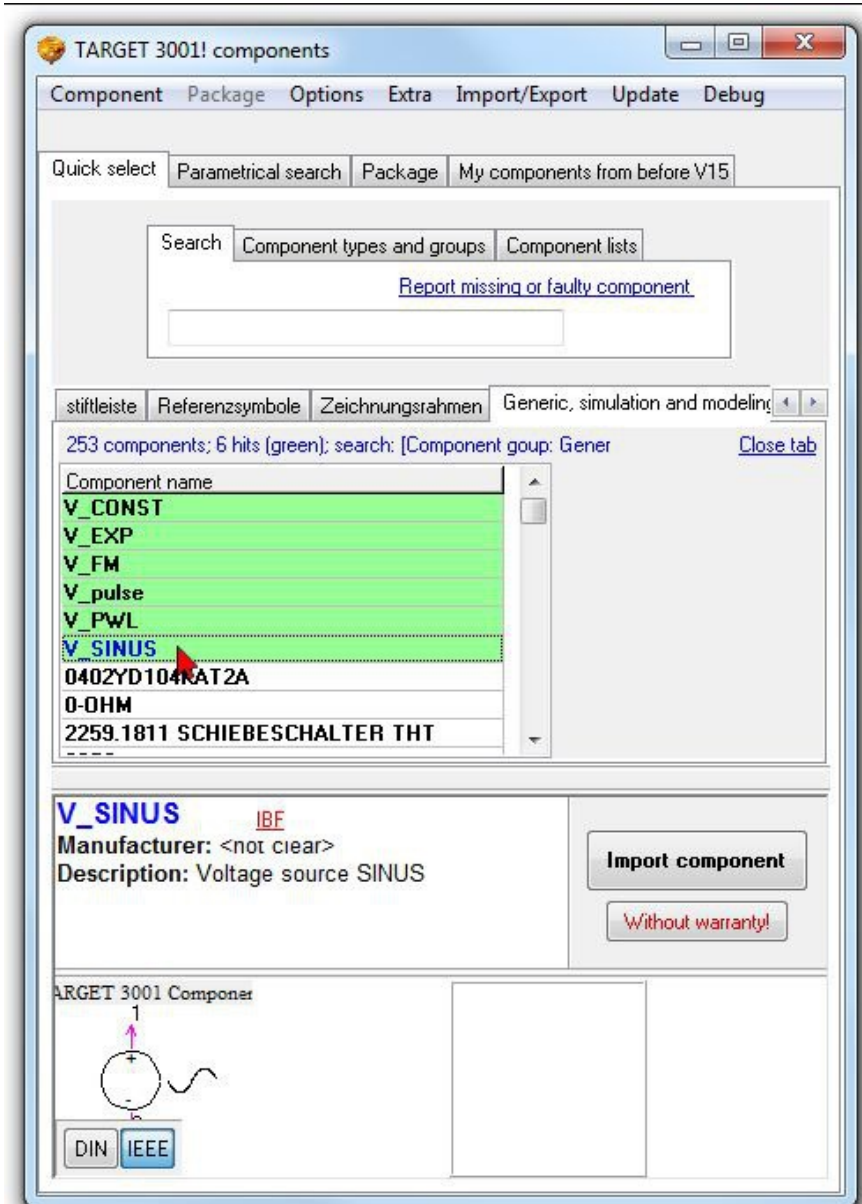 TARGET 3001! components
Component Package Options Extra Import/Export Update Debug
Quick select Parametrical search Package My components from before V15
Search Component types and groups Component lists
Report missing or faulty component
stiftleiste Referenzsymbole Zeichnungsrahmen Generic, simulation and modeling
253 components; 6 hits (green); search: [Component goup: Gener Close tab
Component name
V_CONST
V_EXP
V_FM
V_pulse
V_PWL
V_SINUS
0402YD104KAT2A
0-OHM
2259.1811 SCHIEBESCHALTER THT
V_SINUS IBF
Manufacturer: <not clear>
Description: Voltage source SINUS
Import component
Without warranty!
ARGET 3001 Componer
1
+
-
DIN IEEE